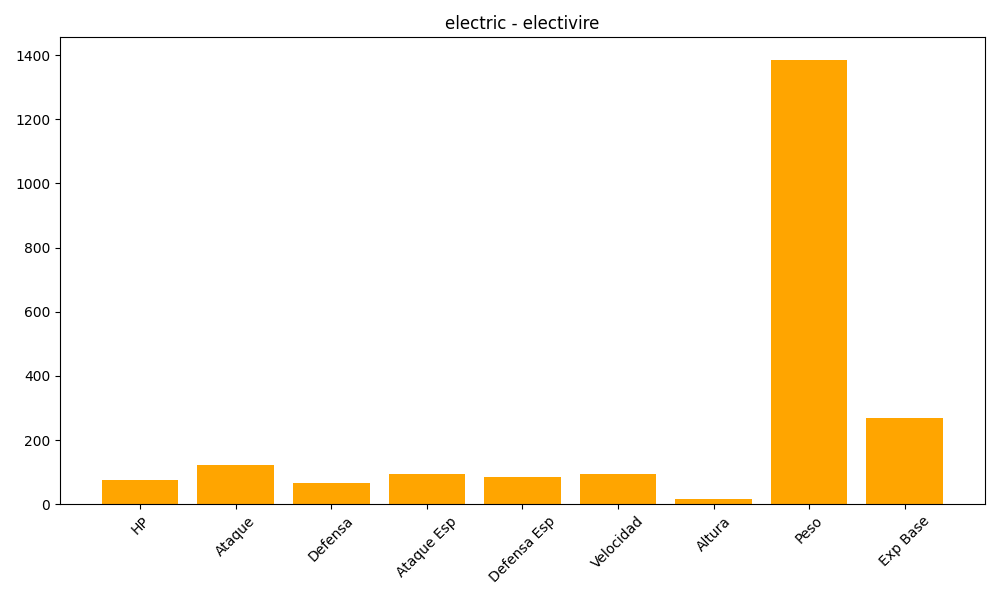 electric - electivire
1400
1200
1000
800
600
400
200
0
HP
Ataque
Defensa
Ataque Esp
Defensa Esp
Velocidad
Altura
Peso
Exp Base